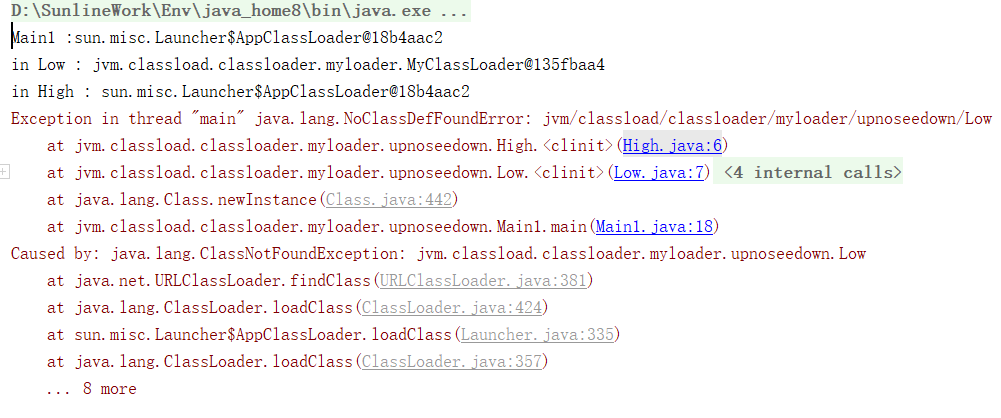 D:\SunlineWork\Env\java_home8\bin\java.exe ...
Main1 :sun.misc.Launcher$AppClassLoader@18b4aac2
in Low : jvm.classload.classloader.myloader.MyClassLoader@135fbaa4
in High : sun.misc.Launcher$AppClassLoader@18b4aac2
Exception in thread "main" java.lang.NoClassDefFoundError: jvm/classload/classloader/myloader/upnoseedown/Low
at jvm.classload.classloader.myloader.upnoseedown.High.<clinit>(High.java:6)
at jvm.classload.classloader.myloader.upnoseedown.Low.<clinit>(Low.java:7) <4 internal calls>
at java.lang.Class.newInstance(Class.java:442)
at jvm.classload.classloader.myloader.upnoseedown.Main1.main(Main1.java:18)
Caused by: java.lang.ClassNotFoundException: jvm.classload.classloader.myloader.upnoseedown.Low
at java.net.URLClassLoader.findClass(URLClassLoader.java:381)
at java.lang.ClassLoader.loadClass(ClassLoader.java:424)
at sun.misc.Launcher$AppClassLoader.loadClass(Launcher.java:335)
at java.lang.ClassLoader.loadClass(ClassLoader.java:357)
... 8 more